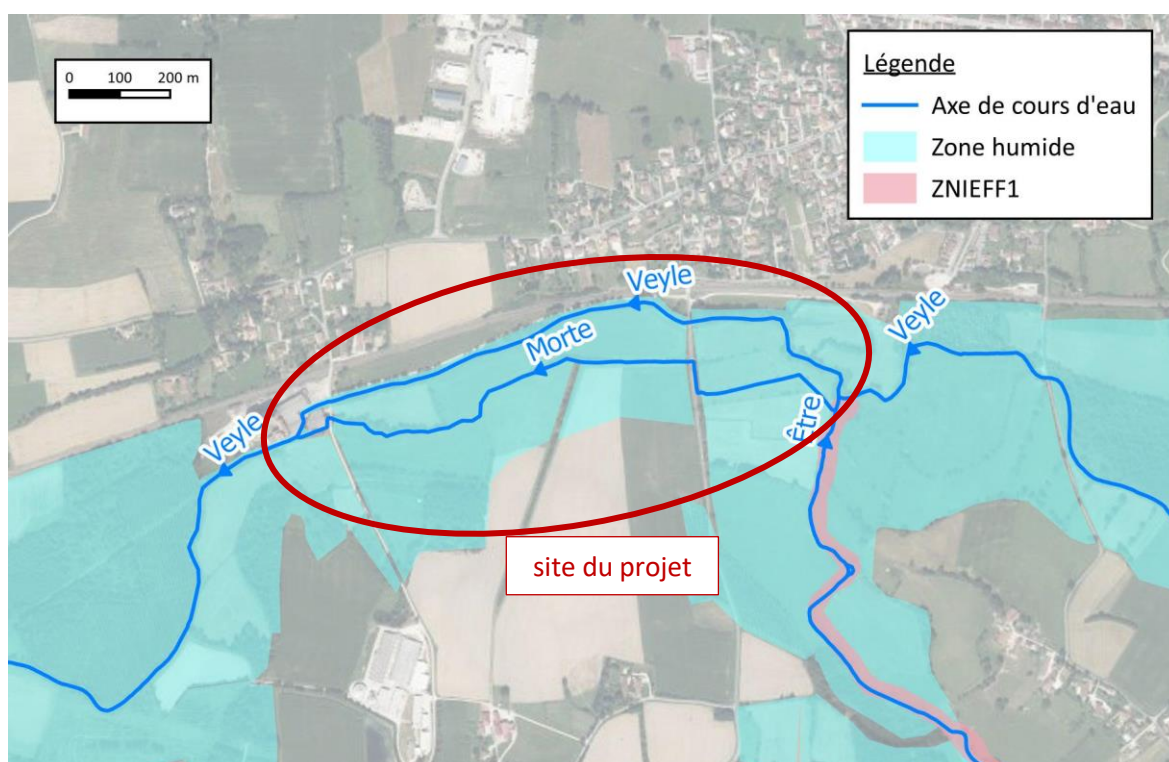 0 100 200 m
Légende
Axe de cours d'eau
Zone humide
ZNIEFF1
Veyle
Veyle
Morte
Être
Veyle
site du projet